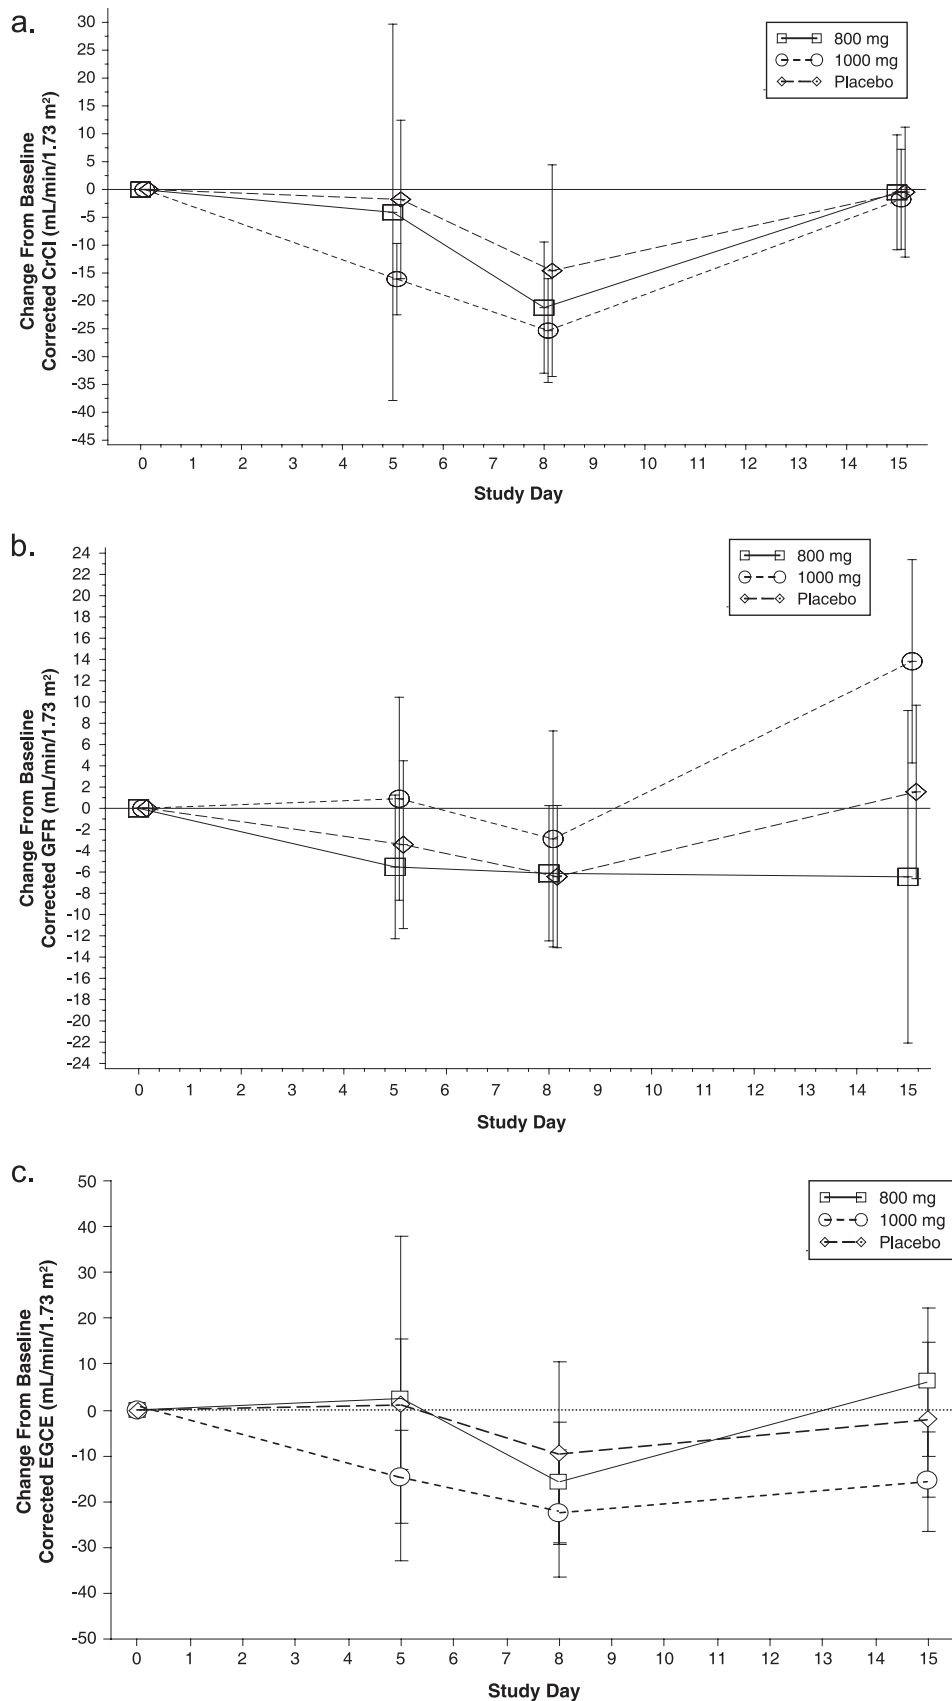 a.
30
25
20
15
10
5
0
-5
-10
-15
-20
-25
-30
-35
-40
-45
Change From Baseline
Corrected CrCl (mL/min/1.73 m²)
800 mg
1000 mg
Placebo
0 1 2 3 4 5 6 7 8 9 10 11 12 13 14 15
Study Day
b.
24
22
20
18
16
14
12
10
8
6
4
2
0
-2
-4
-6
-8
-10
-12
-14
-16
-18
-20
-22
-24
Change From Baseline
Corrected GFR (mL/min/1.73 m²)
800 mg
1000 mg
Placebo
0 1 2 3 4 5 6 7 8 9 10 11 12 13 14 15
Study Day
c.
50
40
30
20
10
0
-10
-20
-30
-40
-50
Change From Baseline
Corrected EGCE (mL/min/1.73 m²)
800 mg
1000 mg
Placebo
0 1 2 3 4 5 6 7 8 9 10 11 12 13 14 15
Study Day